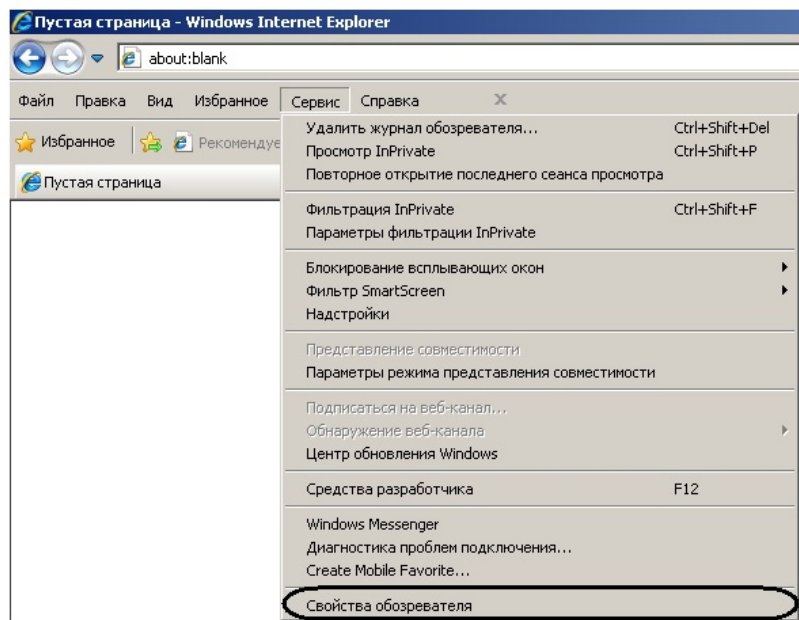 Пустая страница - Windows Internet Explorer
about:blank
Файл Правка Вид Избранное Сервис Справка X
Избранное Рекомендуе
Пустая страница
Удалить журнал обозревателя... Ctrl+Shift+Del
Просмотр InPrivate Ctrl+Shift+P
Повторное открытие последнего сеанса просмотра
Фильтрация InPrivate Ctrl+Shift+F
Параметры фильтрации InPrivate
Блокирование всплывающих окон
Фильтр SmartScreen
Надстройки
Представление совместимости
Параметры режима представления совместимости
Подписаться на веб-канал...
Обнаружение веб-канала
Центр обновления Windows
Средства разработчика F12
Windows Messenger
Диагностика проблем подключения...
Create Mobile Favorite...
Свойства обозревателя